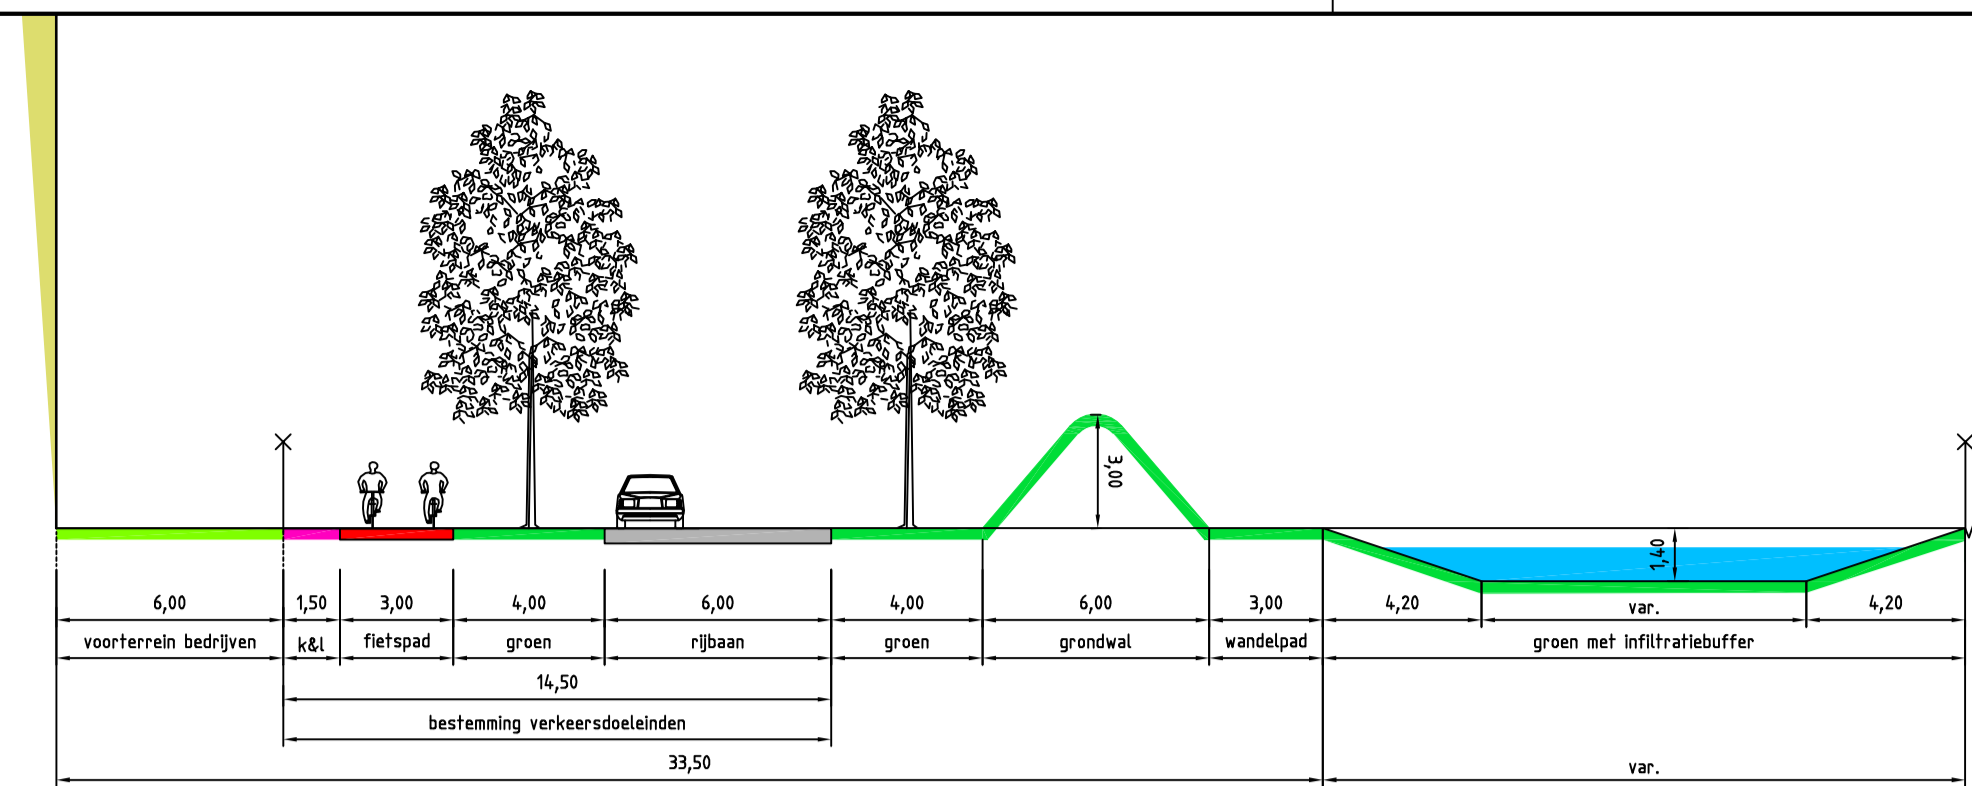 3,00
1,40
6,00 1,50 3,00 4,00 6,00 4,00 6,00 3,00 4,20 var. 4,20
voorterrein bedrijven k&l fietspad groen rijbaan groen grondwal wandelpad groen met infiltratiebuffer
14,50
bestemming verkeersdoeleinden
33,50 var.